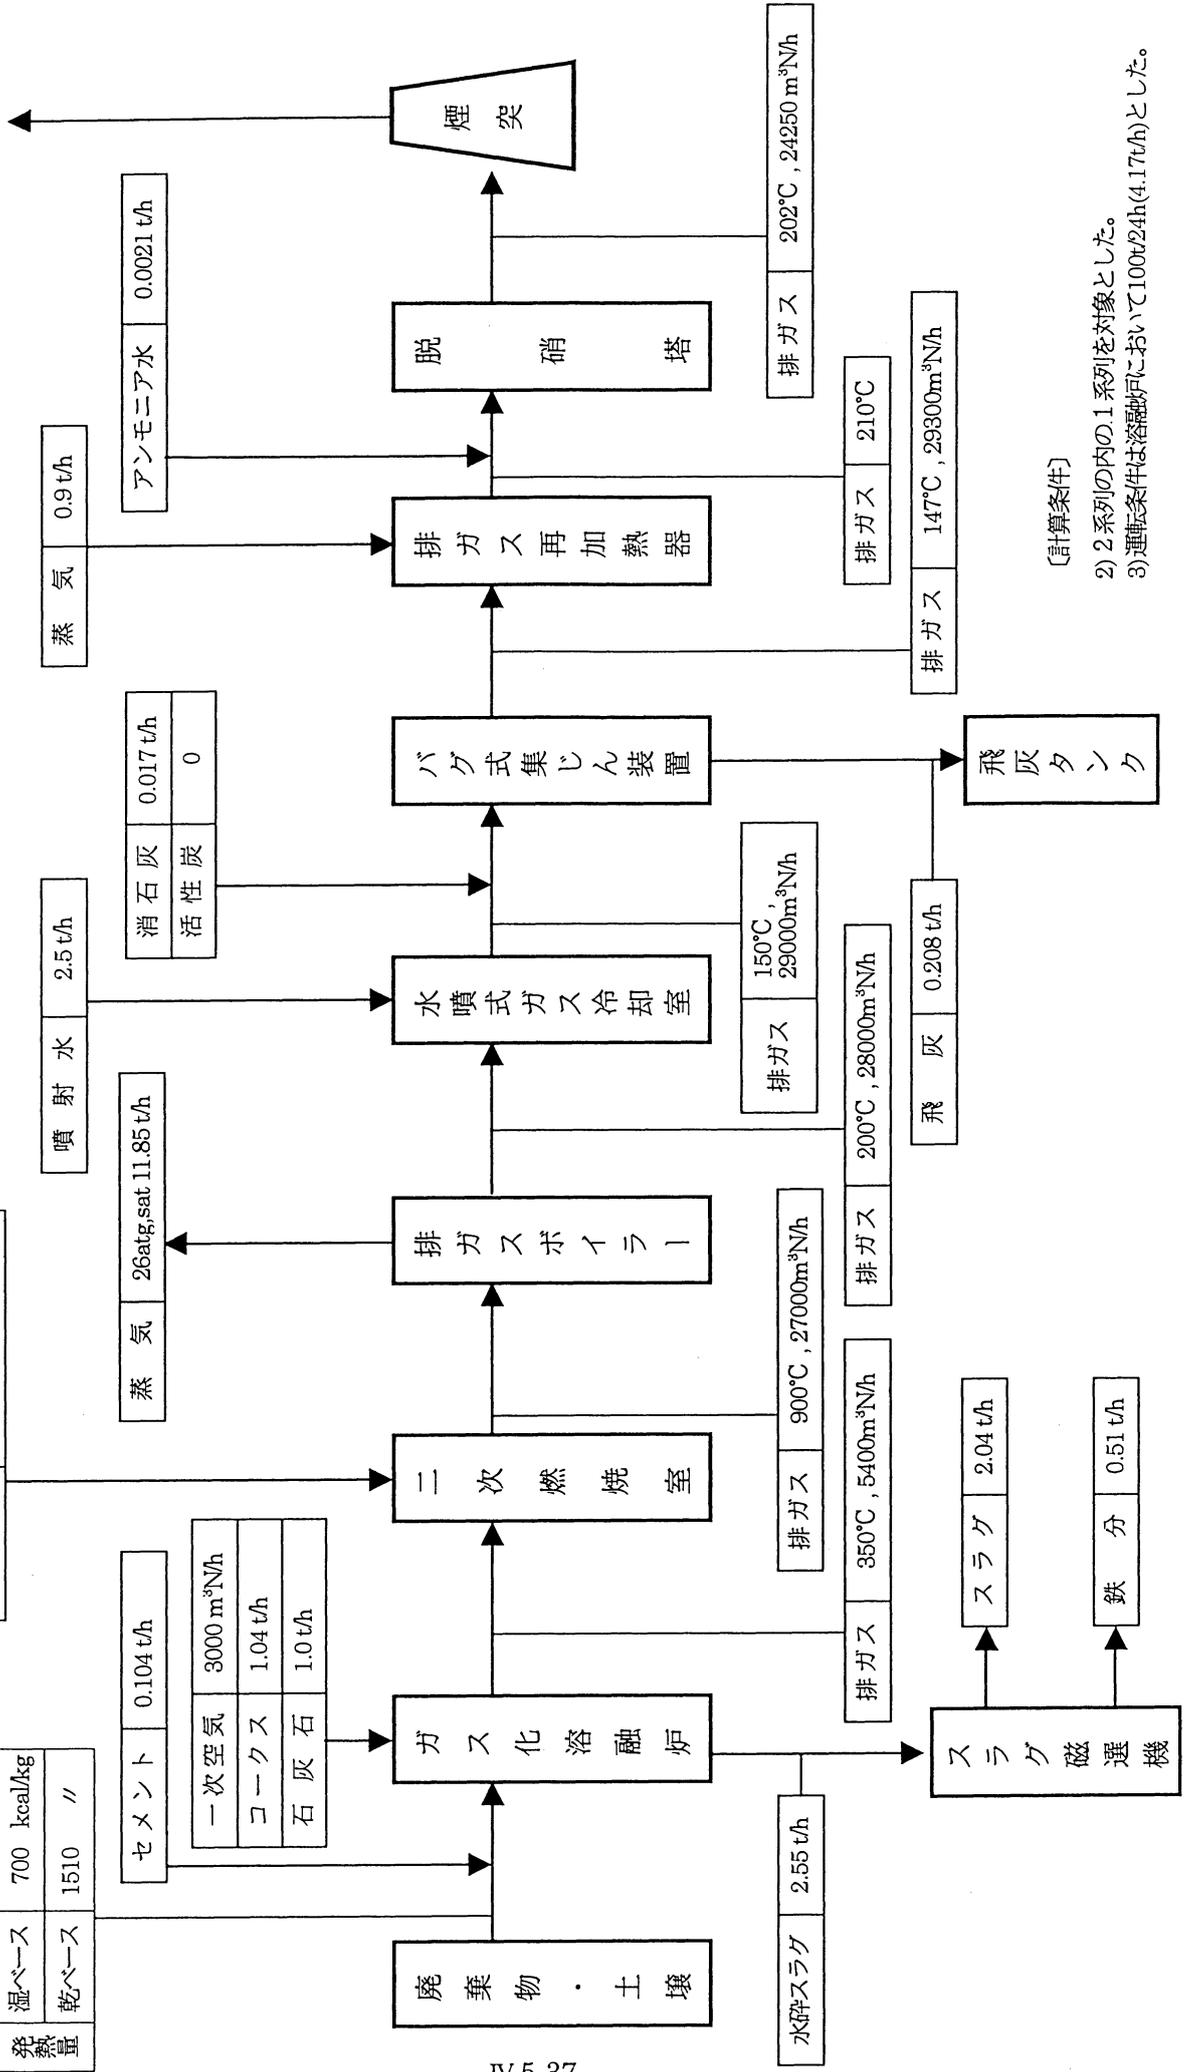 発熱量
湿ベース 700 kcal/kg
乾ベース 1510 〃
セメント 0.104 t/h
一次空気 3000 m³N/h
コークス 1.04 t/h
石灰石 1.0 t/h
蒸気 26atg,sat 11.85 t/h
噴射水 2.5 t/h
消石灰 0.017 t/h
活性炭 0
蒸気 0.9 t/h
アンモニア水 0.0021 t/h
廃棄物・土壌
ガス化溶融炉
二次燃焼室
排ガスボイラー
水噴式ガス冷却室
バグ式集じん装置
排ガス再加熱器
脱硝塔
煙突
水砕スラグ 2.55 t/h
排ガス 350℃ , 5400m³N/h
排ガス 900℃ , 27000m³N/h
排ガス 200℃ , 28000m³N/h
排ガス 150℃ ,
29000m³N/h
排ガス 147℃ , 29300m³N/h
排ガス 210℃
排ガス 202℃ , 24250 m³N/h
スラグ磁選機
スラグ 2.04 t/h
鉄分 0.51 t/h
飛灰 0.208 t/h
飛灰タンク
〔計算条件〕
2) 2系列の内の1系列を対象とした。
3)運転条件は溶融炉において100t/24h(4.17t/h)とした。